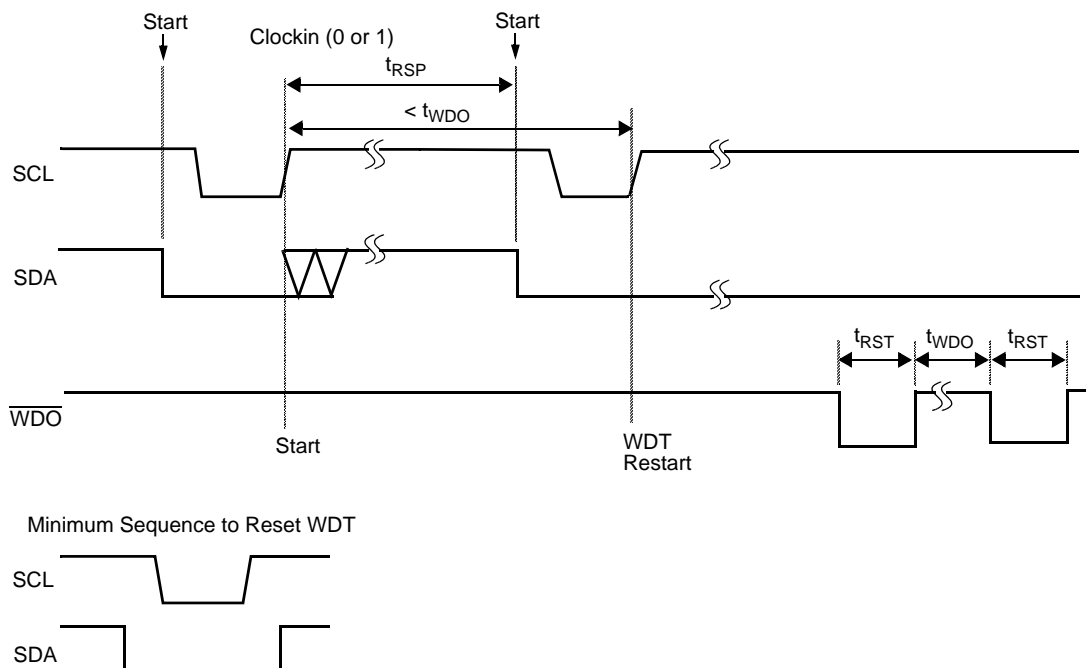 Start
Start
Clockin (0 or 1)
tRSP
< tWDO
SCL
SDA
tRST
tWDO
tRST
WDO
Start
WDT
Restart
Minimum Sequence to Reset WDT
SCL
SDA